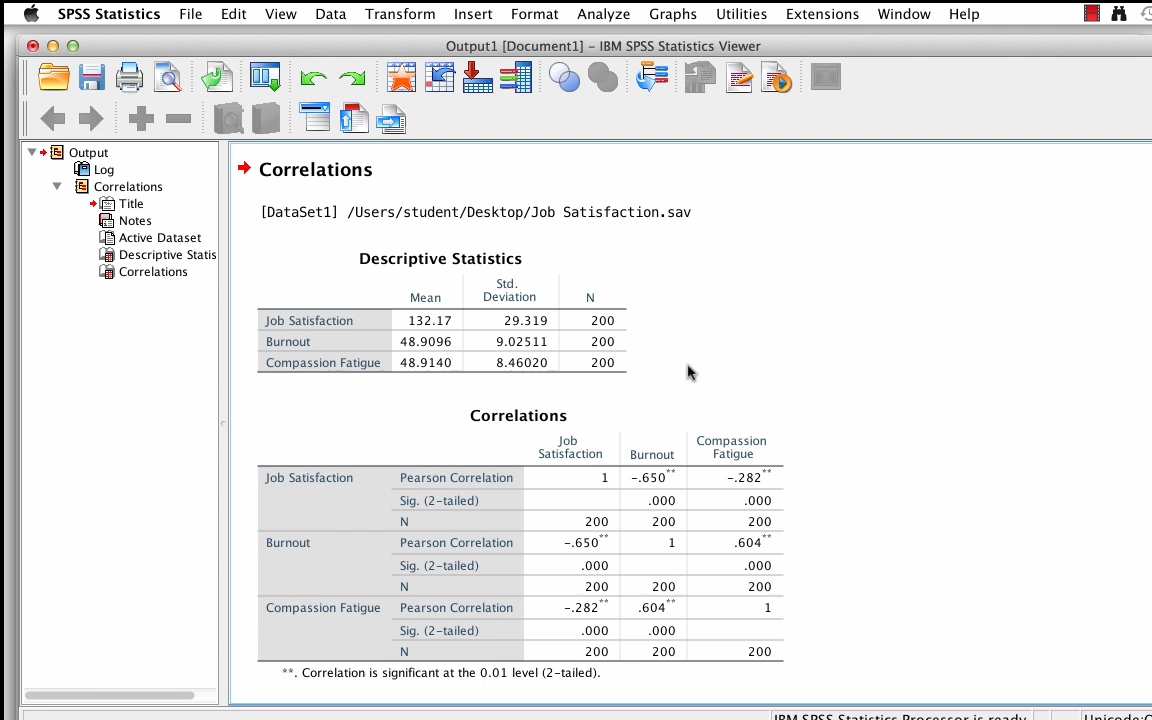 SPSS Statistics File Edit View Data Transform Insert Format Analyze Graphs Utilities Extensions Window Help
Output1 [Document1] – IBM SPSS Statistics Viewer
Output
Log
Correlations
Title
Notes
Active Dataset
Descriptive Statis
Correlations
Correlations
[DataSet1] /Users/student/Desktop/Job Satisfaction.sav
Descriptive Statistics
Mean Std. Deviation N
Job Satisfaction 132.17 29.319 200
Burnout 48.9096 9.02511 200
Compassion Fatigue 48.9140 8.46020 200
Correlations
Job Satisfaction Burnout Compassion Fatigue
Job Satisfaction Pearson Correlation 1 -.650** -.282**
Sig. (2-tailed) .000 .000
N 200 200 200
Burnout Pearson Correlation -.650** 1 .604**
Sig. (2-tailed) .000 .000
N 200 200 200
Compassion Fatigue Pearson Correlation -.282** .604** 1
Sig. (2-tailed) .000 .000
N 200 200 200
**. Correlation is significant at the 0.01 level (2-tailed).
IBM SPSS Statistics Processor is ready Unicode: